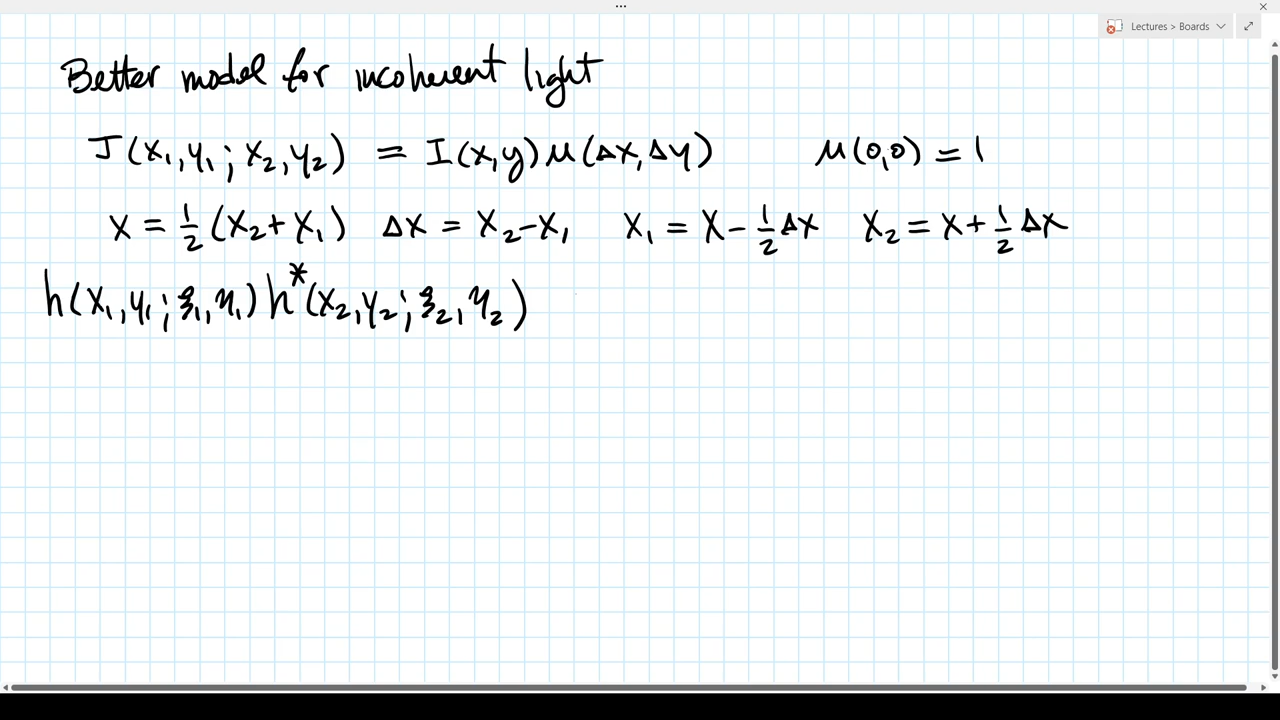 Lectures > Boards
Better model for incoherent light
J(x₁,y₁;x₂,y₂) = I(x,y)μ(Δx,Δy) μ(0,0) = 1
x = ½(x₂+x₁) Δx = x₂-x₁ x₁ = x-½Δx x₂ = x+½Δx
h(x₁,y₁;ξ₁,η₁)h*(x₂,y₂;ξ₂,η₂)